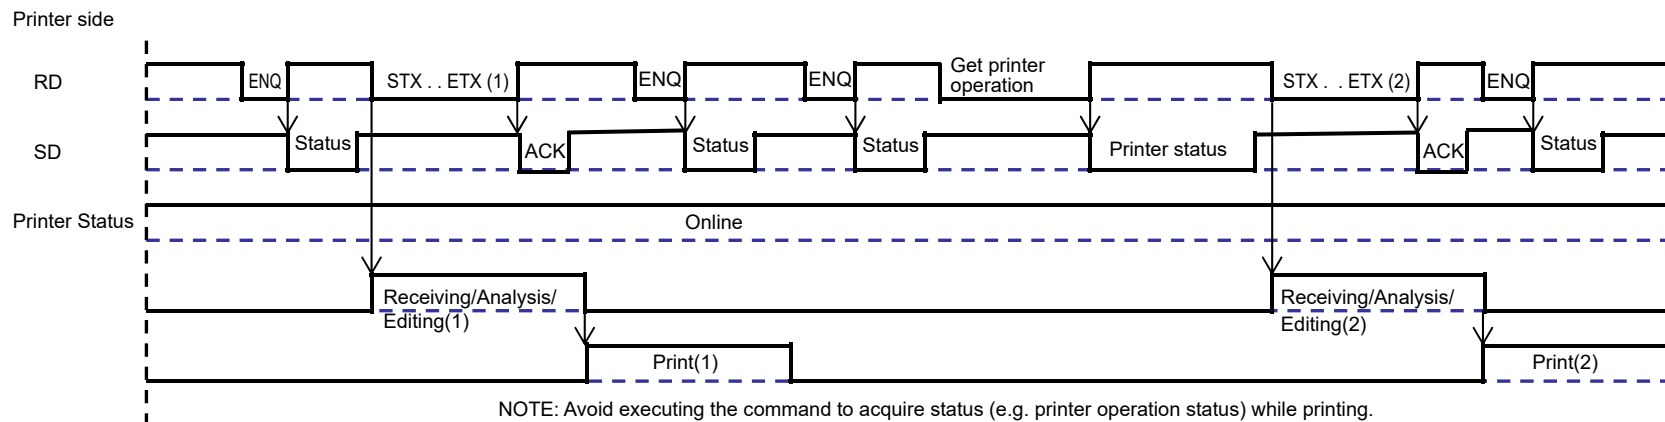 Printer side
RD
ENQ
STX . . ETX (1)
ENQ
ENQ
Get printer
operation
STX . . ETX (2)
ENQ
SD
Status
ACK
Status
Status
Printer status
ACK
Status
Printer Status
Online
Receiving/Analysis/
Editing(1)
Receiving/Analysis/
Editing(2)
Print(1)
Print(2)
NOTE: Avoid executing the command to acquire status (e.g. printer operation status) while printing.